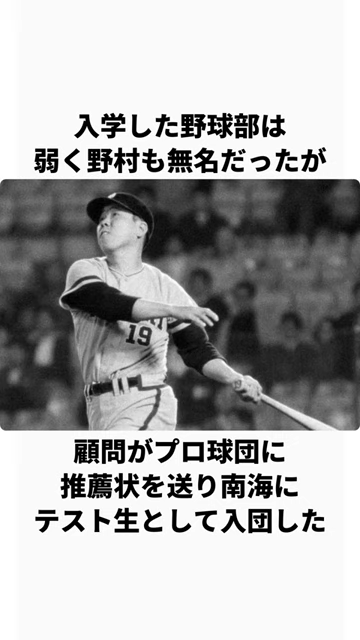 入学した野球部は
弱く野村も無名だったが
19
顧問がプロ球団に
推薦状を送り南海に
テスト生として入団した